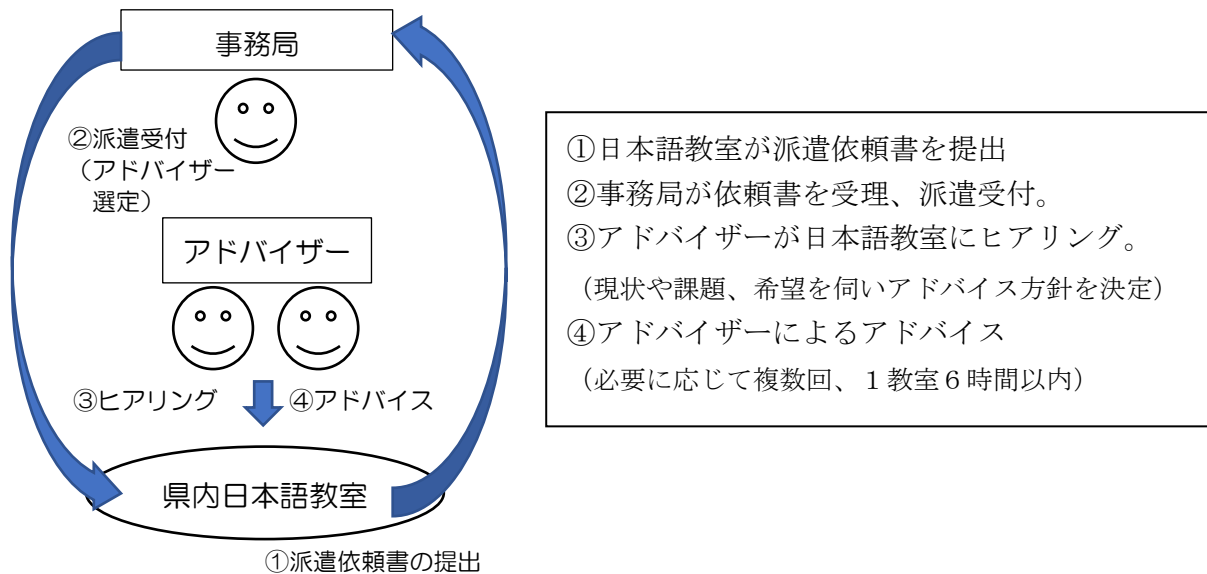 事務局
②派遣受付
（アドバイザー
選定）
アドバイザー
③ヒアリング
④アドバイス
県内日本語教室
①派遣依頼書の提出
①日本語教室が派遣依頼書を提出
②事務局が依頼書を受理、派遣受付。
③アドバイザーが日本語教室にヒアリング。
（現状や課題、希望を伺いアドバイス方針を決定）
④アドバイザーによるアドバイス
（必要に応じて複数回、１教室６時間以内）